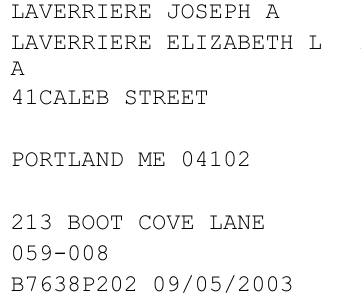 LAVERRIERE JOSEPH A
LAVERRIERE ELIZABETH L
A
41CALEB STREET
PORTLAND ME 04102
213 BOOT COVE LANE
059-008
B7638P202 09/05/2003